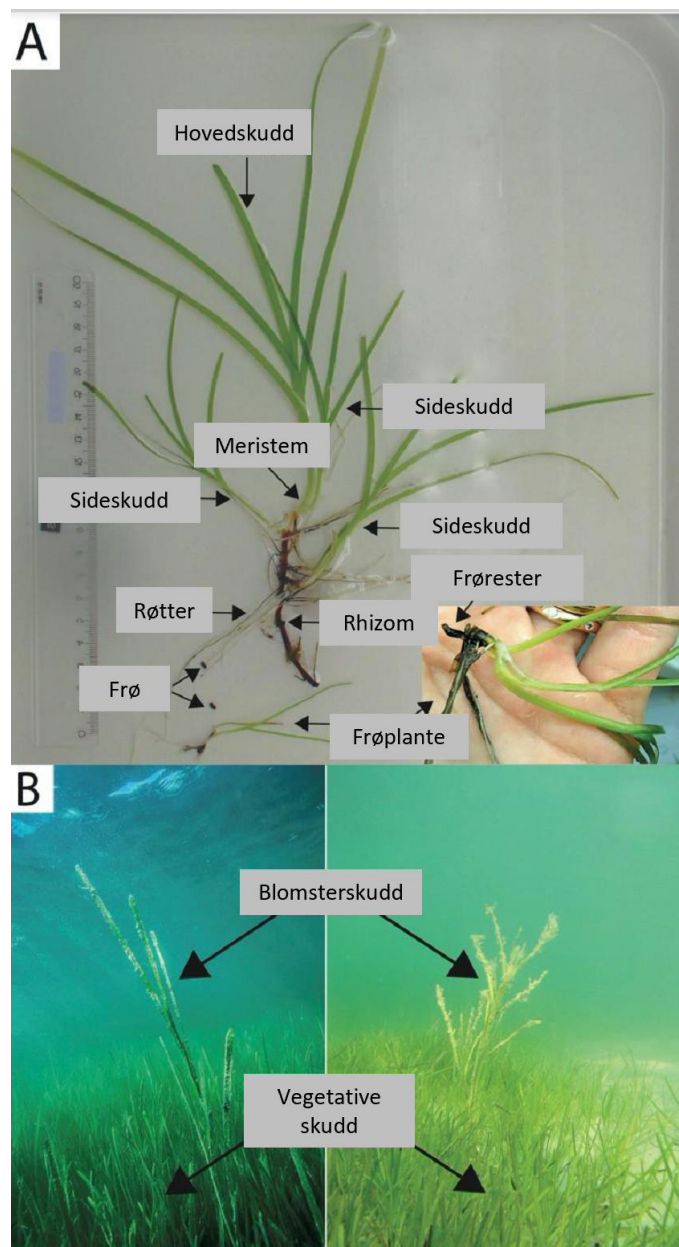 A
Hovedskudd
Sideskudd
Meristem
Sideskudd
Sideskudd
Frørester
Røtter
Rhizom
Frø
Frøplante
B
Blomsterskudd
Vegetative
skudd